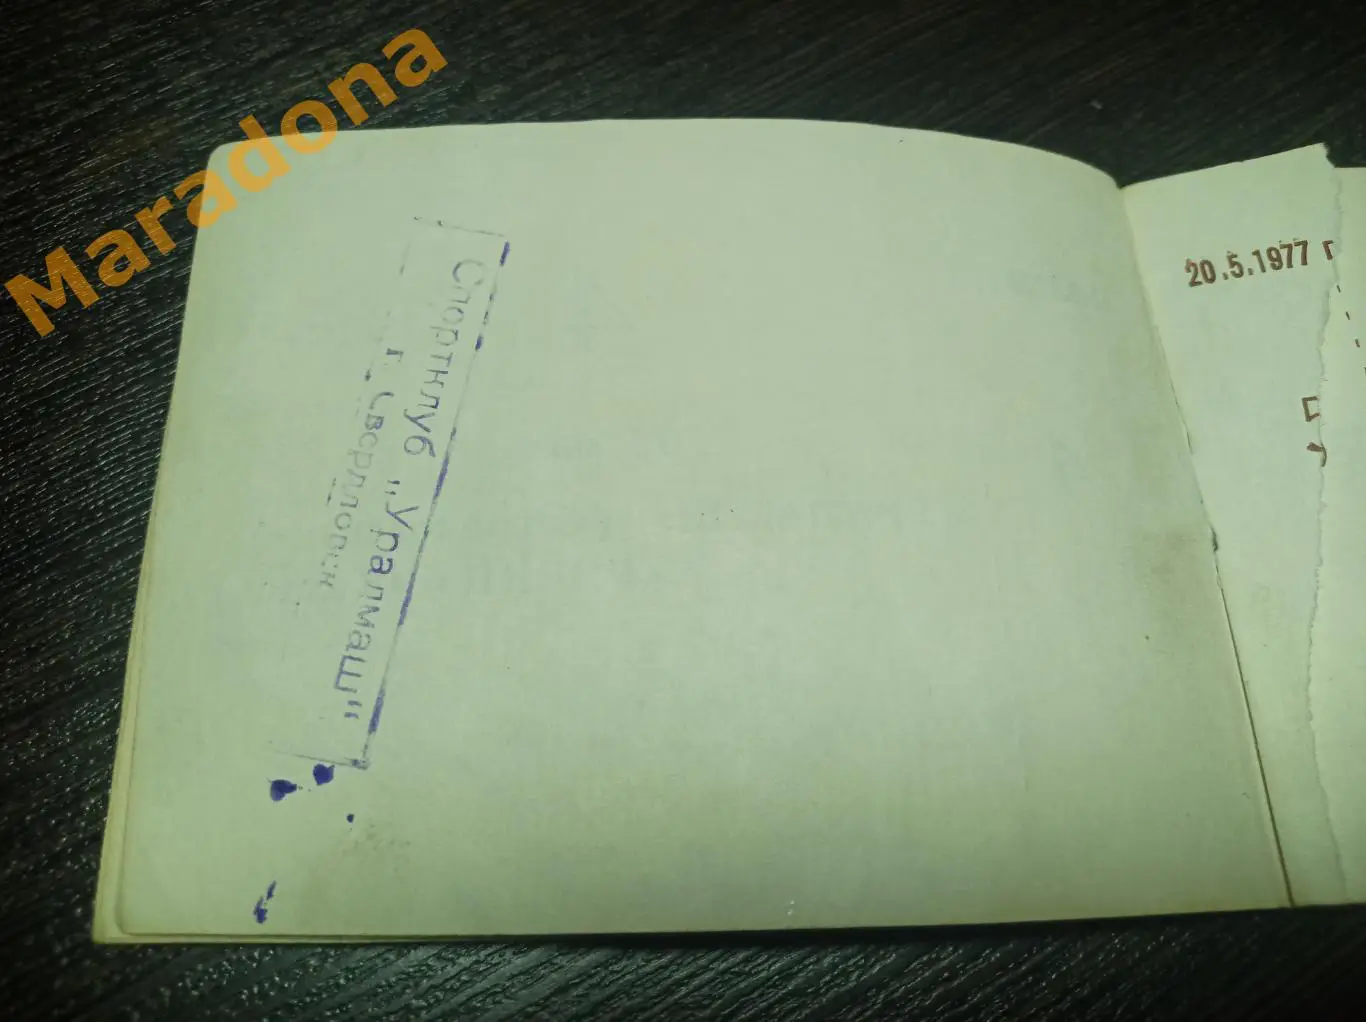 Maradona
Спортклуб „Уралмаш"
г. Свердловск
20.5.1977 г